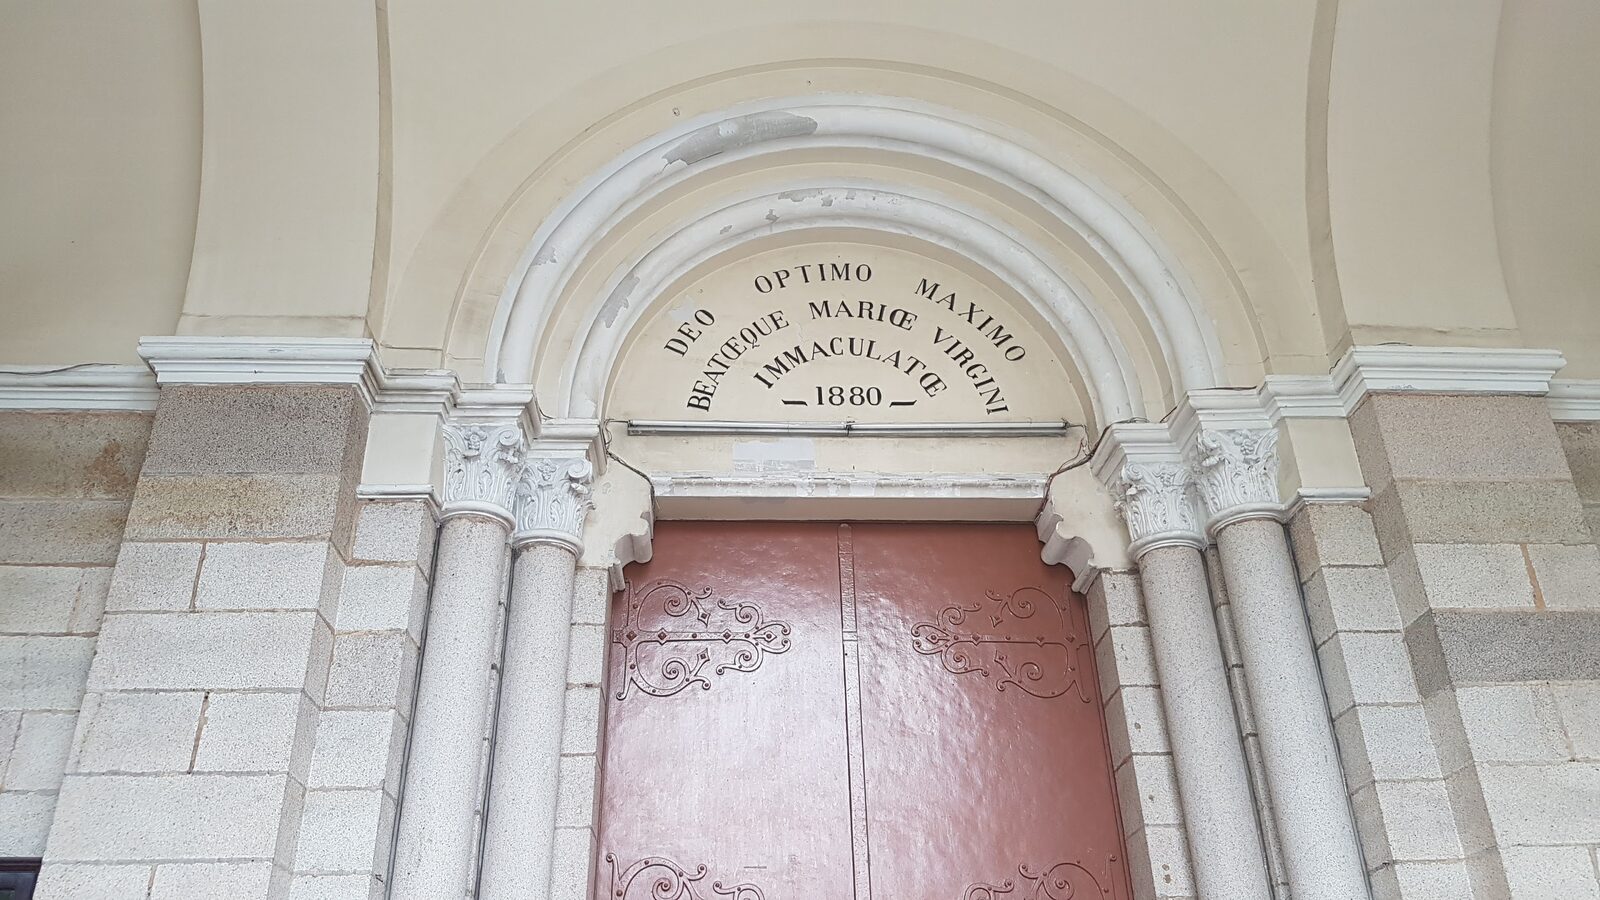 DEO OPTIMO MAXIMO
BEATŒQUE MARIŒ VIRGINI
IMMACULATŒ
1880